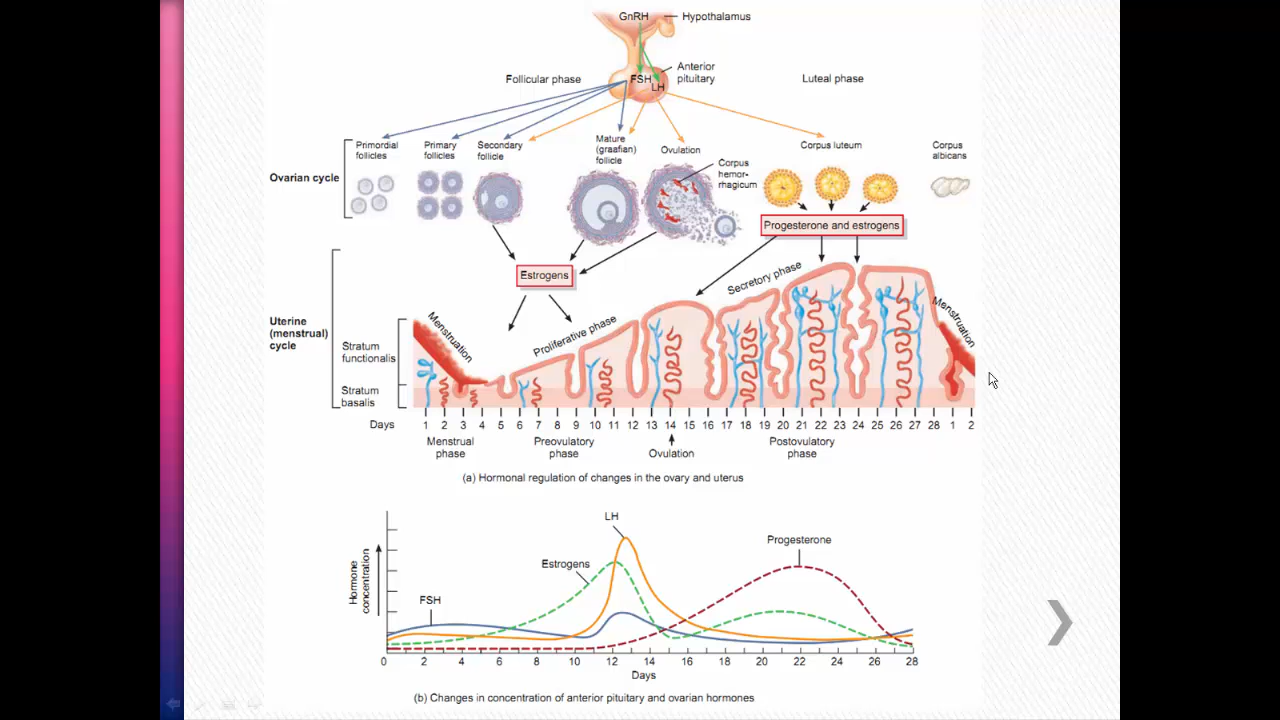 GnRH
Hypothalamus
Follicular phase
FSH
LH
Anterior
pituitary
Luteal phase
Ovarian cycle
Primordial
follicles
Primary
follicles
Secondary
follicle
Mature
(graafian)
follicle
Ovulation
Corpus
hemor-
rhagicum
Corpus luteum
Corpus
albicans
Progesterone and estrogens
Estrogens
Uterine
(menstrual)
cycle
Stratum
functionalis
Stratum
basalis
Menstruation
Proliferative phase
Secretory phase
Menstruation
Days 1 2 3 4 5 6 7 8 9 10 11 12 13 14 15 16 17 18 19 20 21 22 23 24 25 26 27 28 1 2
Menstrual
phase
Preovulatory
phase
Ovulation
Postovulatory
phase
(a) Hormonal regulation of changes in the ovary and uterus
Hormone
concentration
FSH
Estrogens
LH
Progesterone
0 2 4 6 8 10 12 14 16 18 20 22 24 26 28
Days
(b) Changes in concentration of anterior pituitary and ovarian hormones